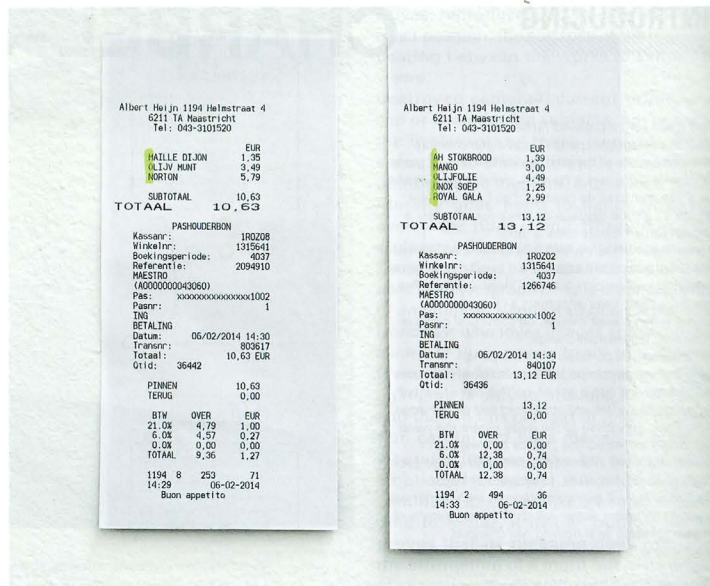 Albert Heijn 1194 Helmstraat 4
6211 TA Maastricht
Tel: 043-3101520
EUR
MAILLE DIJON 1,35
OLIJV MUNT 3,49
NORTON 5,79
SUBTOTAAL 10,63
TOTAAL 10,63
PASHOUDERBON
Kassanr: 1ROZ08
Winkelnr: 1315641
Boekingsperiode: 4037
Referentie: 2094910
MAESTRO
(A0000000043060)
Pas: xxxxxxxxxxxxxxx1002
Pasnr: 1
ING
BETALING
Datum: 06/02/2014 14:30
Transnr: 803617
Totaal: 10,63 EUR
Qtid: 36442
PINNEN 10,63
TERUG 0,00
BTW OVER EUR
21.0% 4,79 1,00
6.0% 4,57 0,27
0.0% 0,00 0,00
TOTAAL 9,36 1,27
1194 8 253 71
14:29 06-02-2014
Buon appetito
Albert Heijn 1194 Helmstraat 4
6211 TA Maastricht
Tel: 043-3101520
EUR
AH STOKBROOD 1,39
MANGO 3,00
OLIJFOLIE 4,49
UNOX SOEP 1,25
ROYAL GALA 2,99
SUBTOTAAL 13,12
TOTAAL 13,12
PASHOUDERBON
Kassanr: 1ROZ02
Winkelnr: 1315641
Boekingsperiode: 4037
Referentie: 1266746
MAESTRO
(A0000000043060)
Pas: xxxxxxxxxxxxxxx1002
Pasnr: 1
ING
BETALING
Datum: 06/02/2014 14:34
Transnr: 840107
Totaal: 13,12 EUR
Qtid: 36436
PINNEN 13,12
TERUG 0,00
BTW OVER EUR
21.0% 0,00 0,00
6.0% 12,38 0,74
0.0% 0,00 0,00
TOTAAL 12,38 0,74
1194 2 494 36
14:33 06-02-2014
Buon appetito